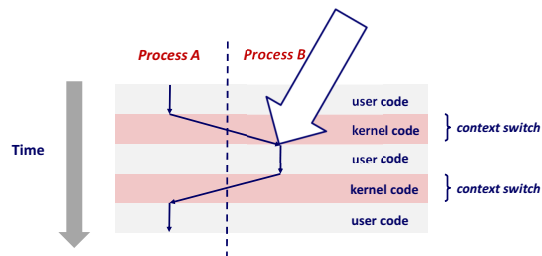 Process A
Process B
user code
kernel code
context switch
Time
user code
kernel code
context switch
user code